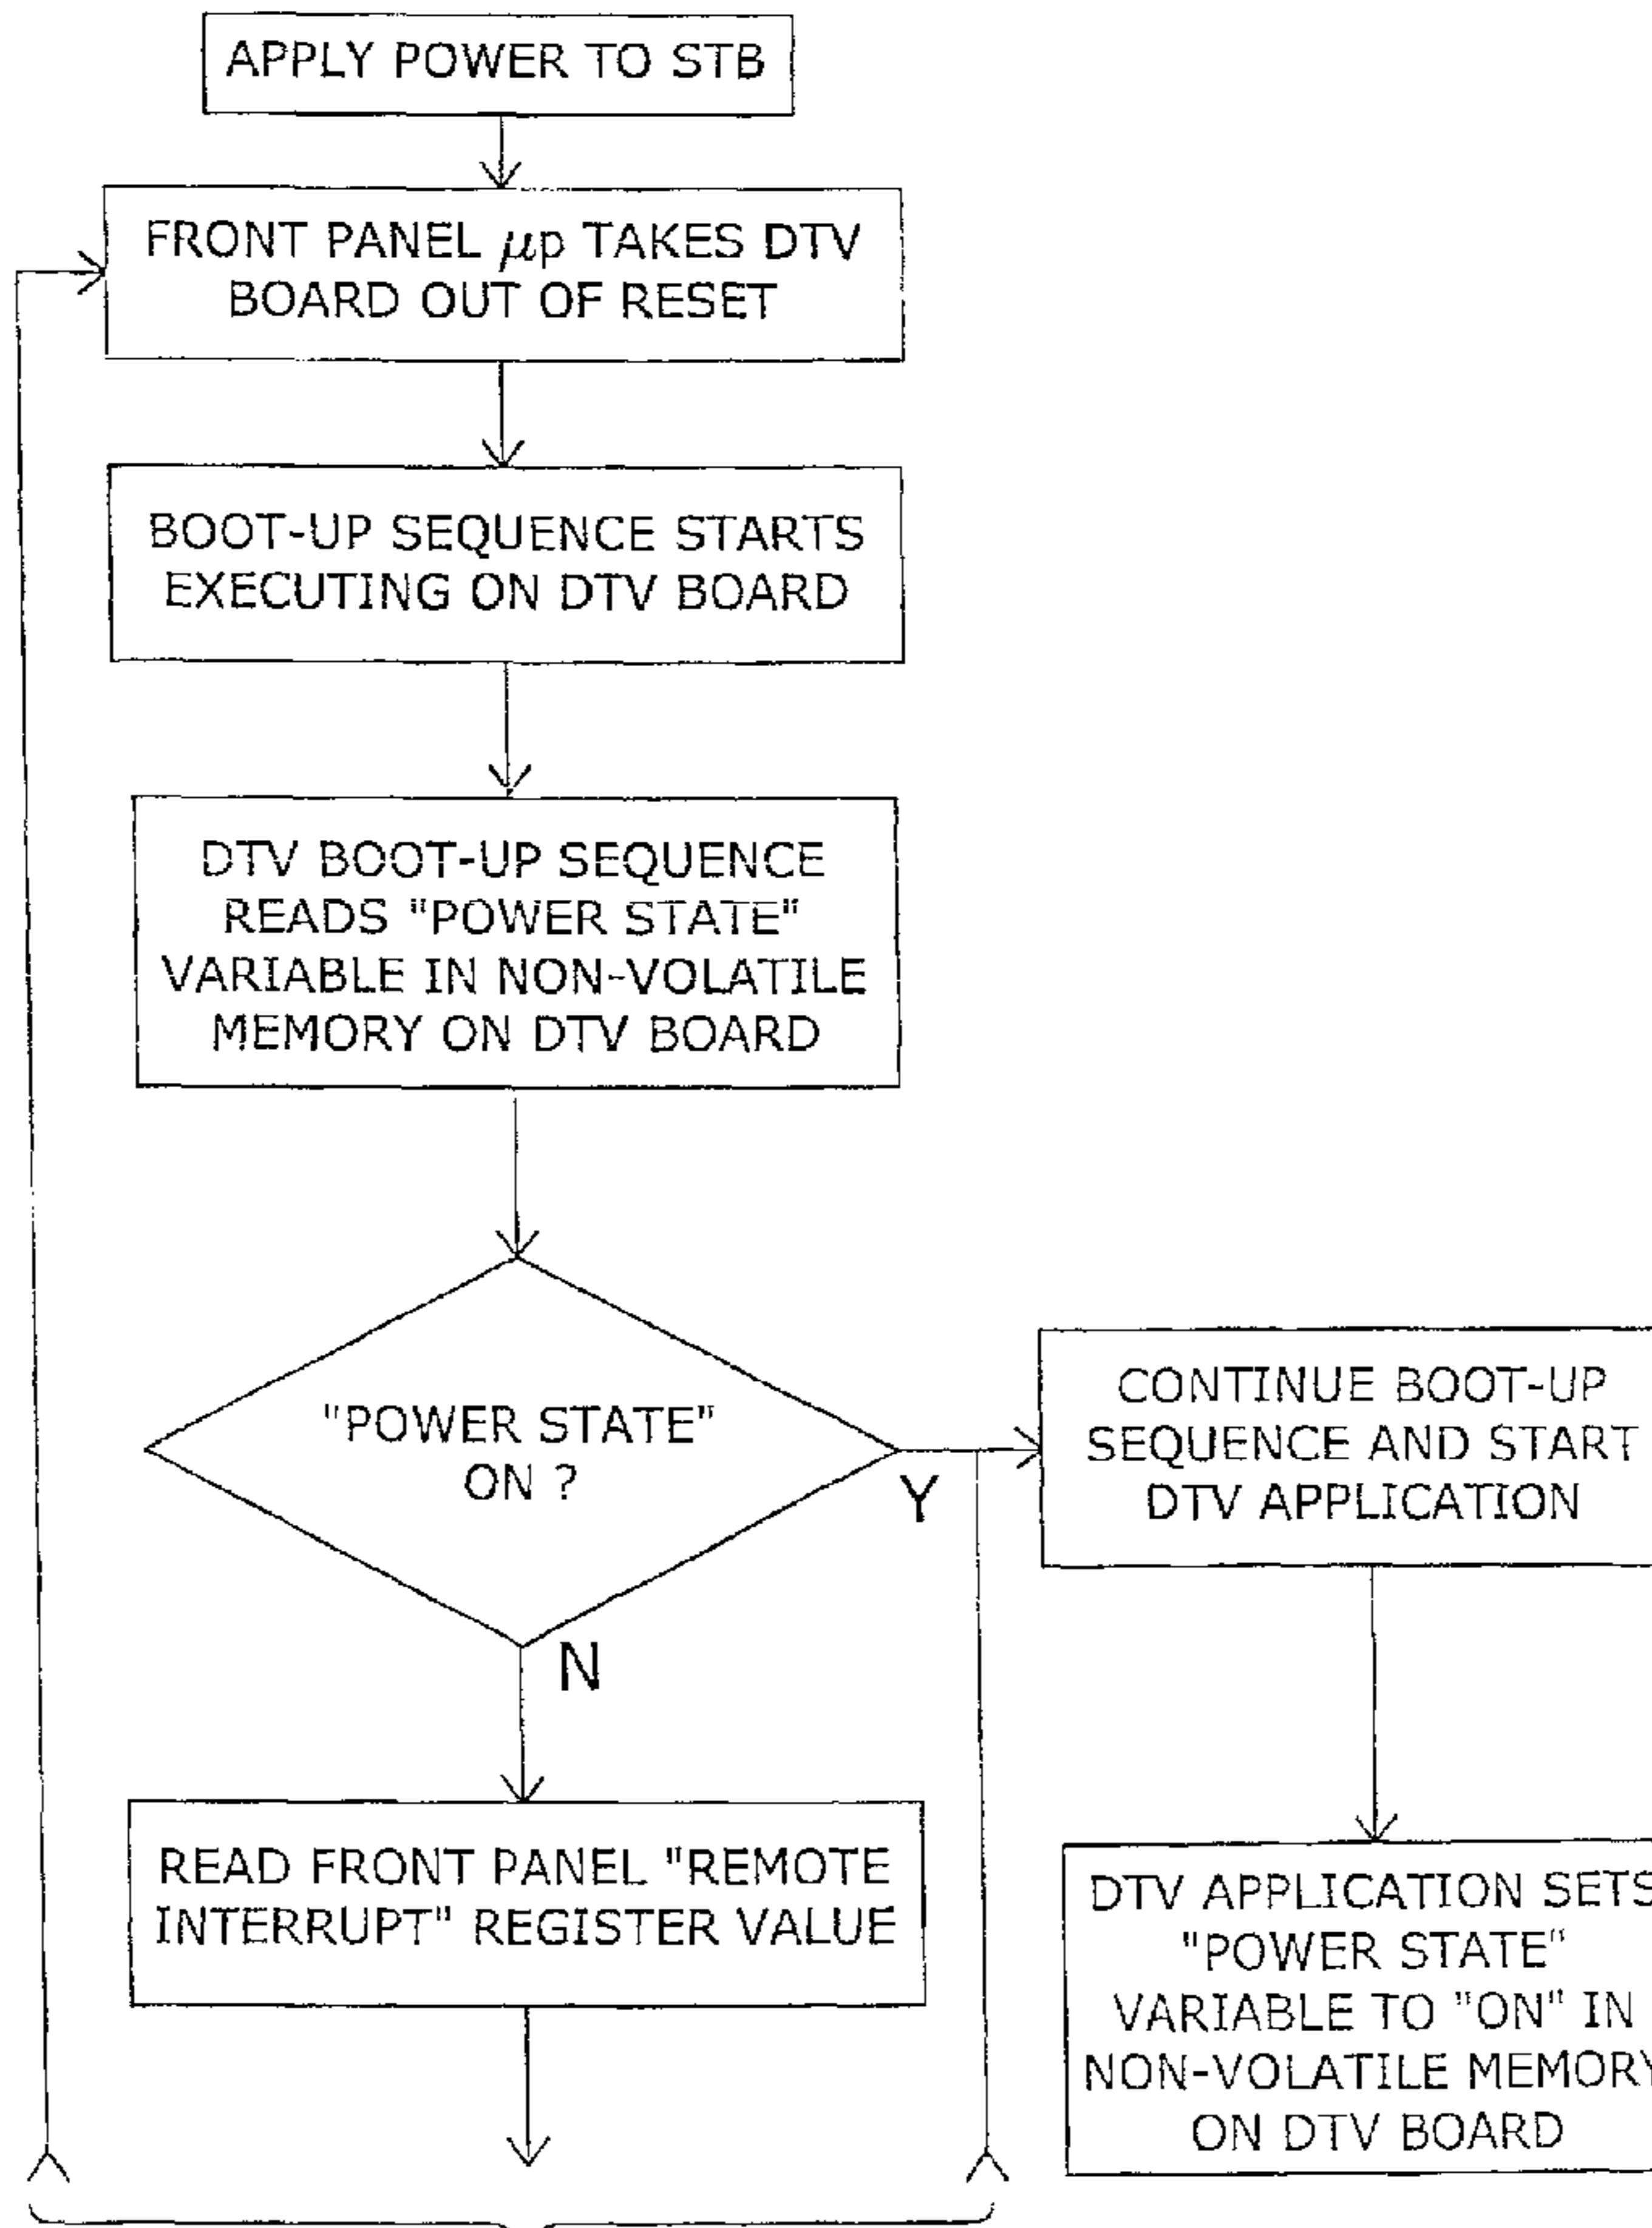 APPLY POWER TO STB
FRONT PANEL μp TAKES DTV
BOARD OUT OF RESET
BOOT-UP SEQUENCE STARTS
EXECUTING ON DTV BOARD
DTV BOOT-UP SEQUENCE
READS "POWER STATE"
VARIABLE IN NON-VOLATILE
MEMORY ON DTV BOARD
"POWER STATE"
ON ?
Y
N
CONTINUE BOOT-UP
SEQUENCE AND START
DTV APPLICATION
READ FRONT PANEL "REMOTE
INTERRUPT" REGISTER VALUE
DTV APPLICATION SETS
"POWER STATE"
VARIABLE TO "ON" IN
NON-VOLATILE MEMORY
ON DTV BOARD